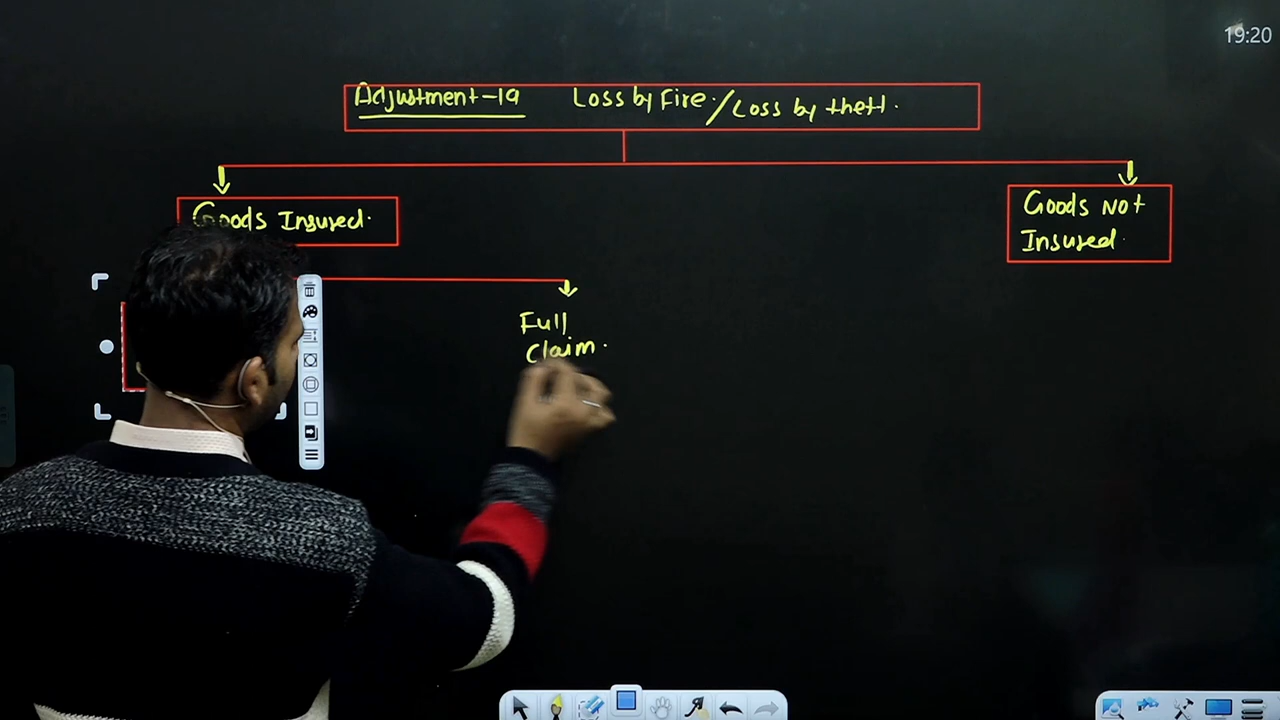 19:20
Adjustment-19 Loss by Fire./Loss by theft.
Goods Insured.
Goods Not
Insured.
Full
Claim.